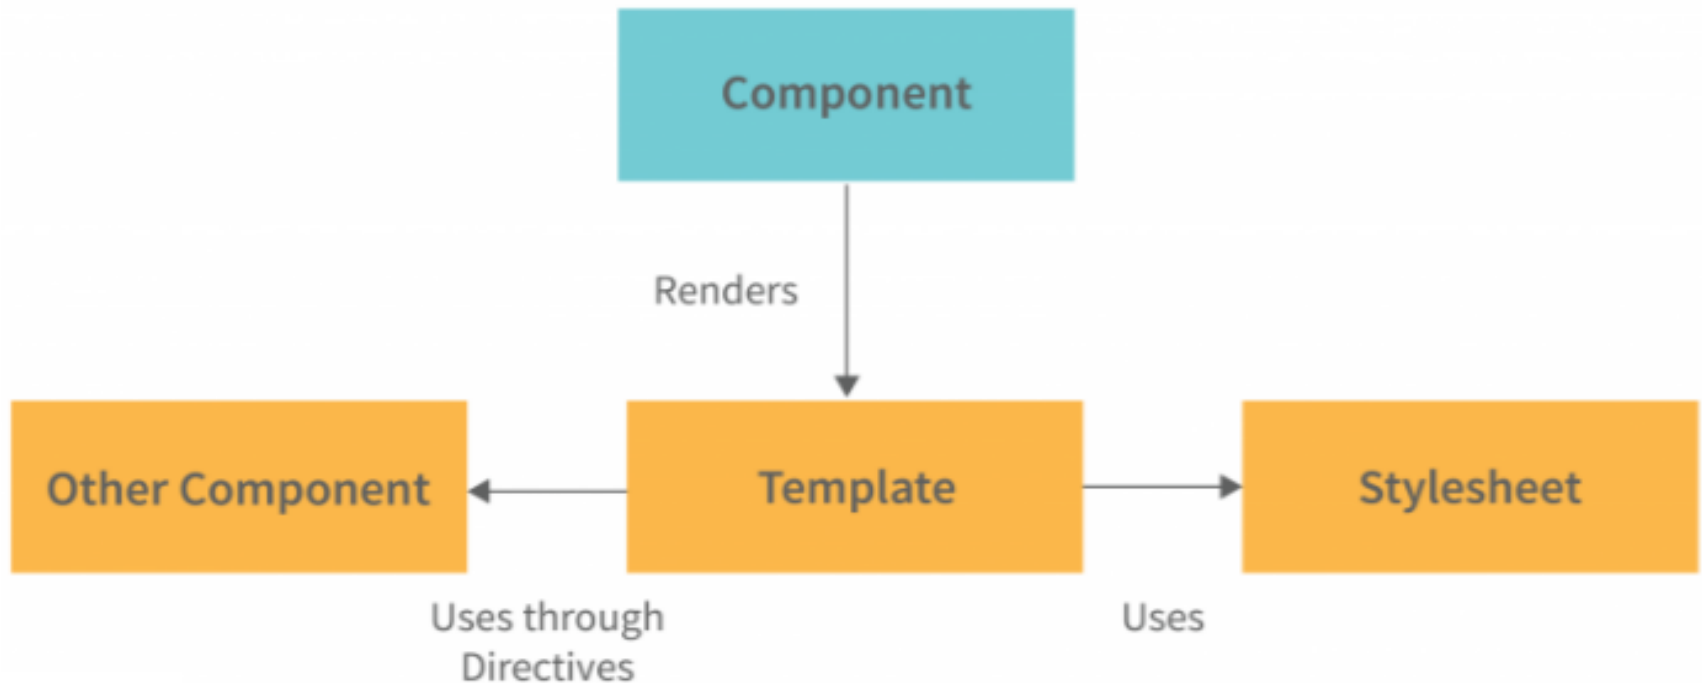 Component
Renders
Other Component
Template
Stylesheet
Uses through
Directives
Uses